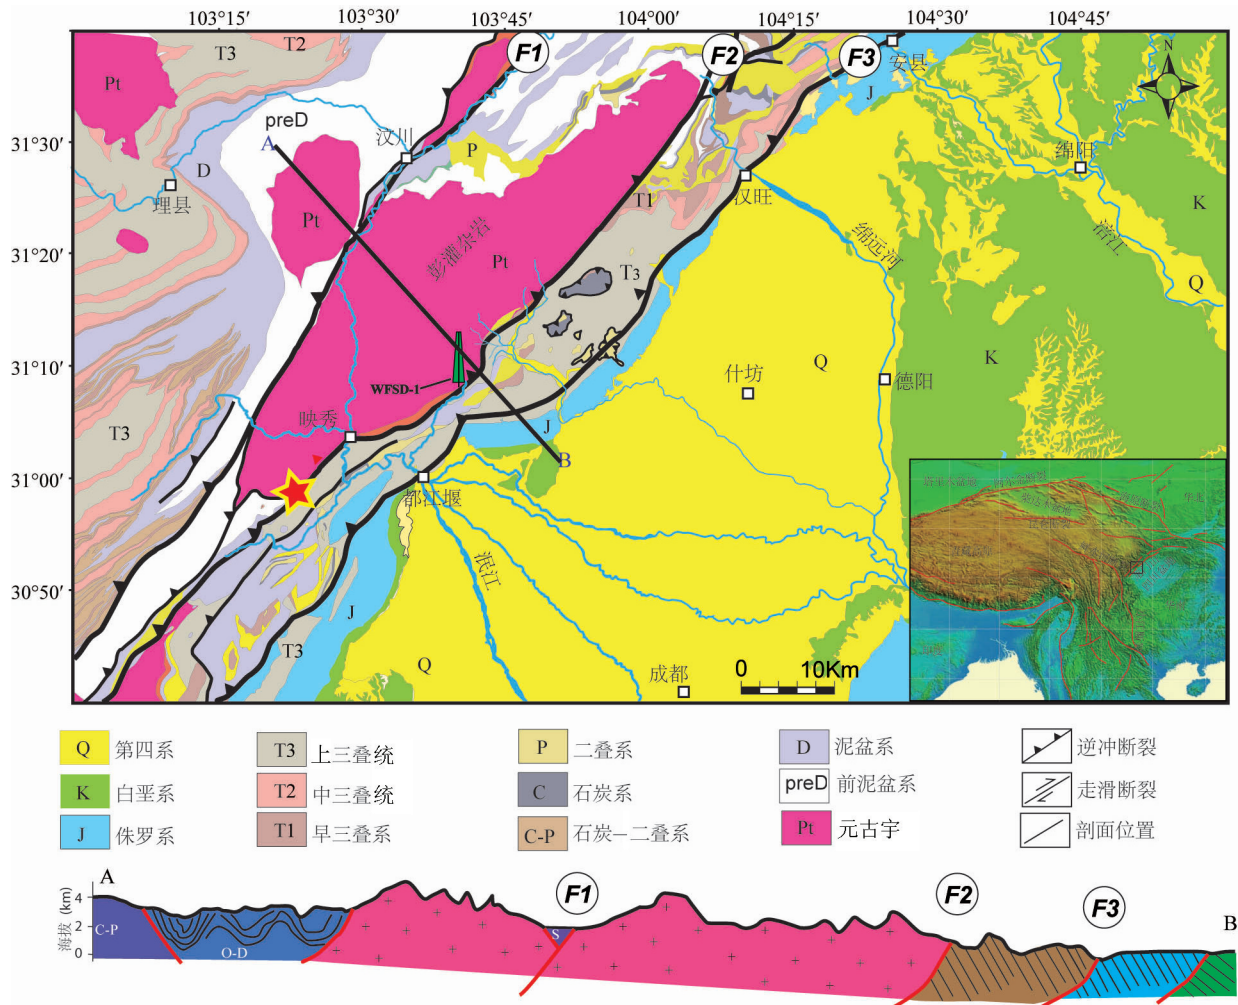 103°15′ 103°30′ 103°45′ 104°00′ 104°15′ 104°30′ 104°45′
31°30′
31°20′
31°10′
31°00′
30°50′
T3 T2 F1 F2 F3 安县 N
Pt J
preD
A 汶川 P 绵阳
D
理县 汉旺 K
Pt T1
彭灌杂岩 Pt 绵远河 涪江
T3 Q
K
WFSD-1 什坊 Q 德阳
映秀
T3 J
B
都江堰
岷江
J
T3
Q 成都
0 10Km
Q 第四系
K 白垩系
J 侏罗系
T3 上三叠统
T2 中三叠统
T1 早三叠系
P 二叠系
C 石炭系
C-P 石炭—二叠系
D 泥盆系
preD 前泥盆系
Pt 元古宇
逆冲断裂
走滑断裂
剖面位置
A F1 F2 F3 B
海拔 (km)
4
2
0
C-P O-D S